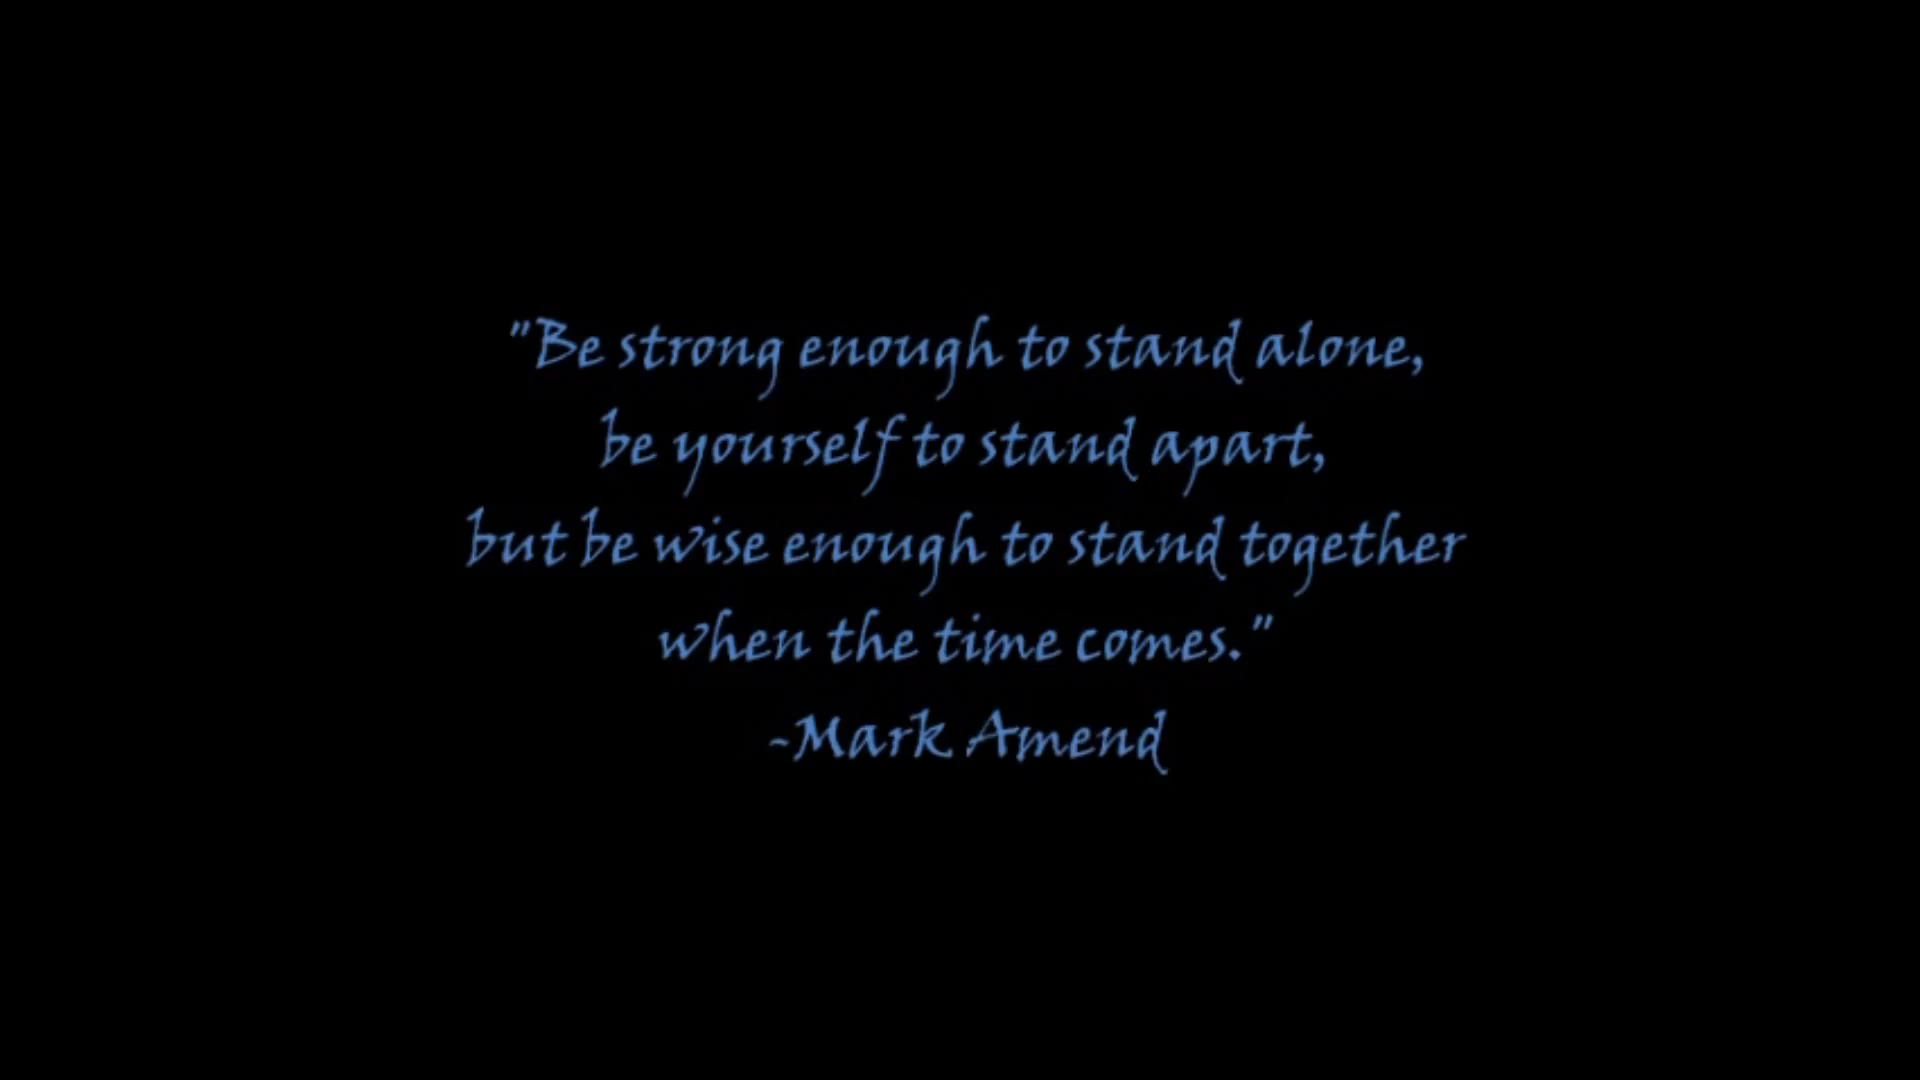 "Be strong enough to stand alone,
be yourself to stand apart,
but be wise enough to stand together
when the time comes."
~Mark Amend